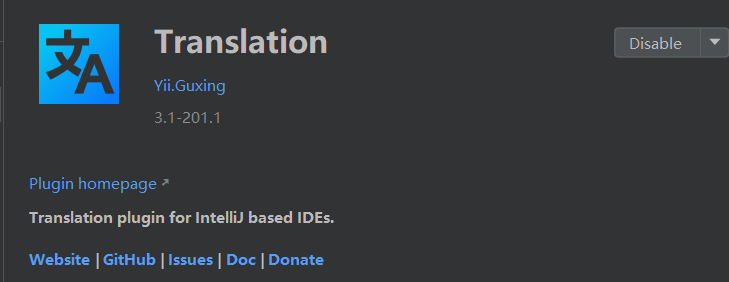 文A
Translation
Disable
Yii.Guxing
3.1-201.1
Plugin homepage ↗
Translation plugin for IntelliJ based IDEs.
Website | GitHub | Issues | Doc | Donate